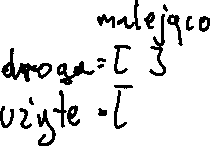 malejąco
droga = [ ]
użyte = [